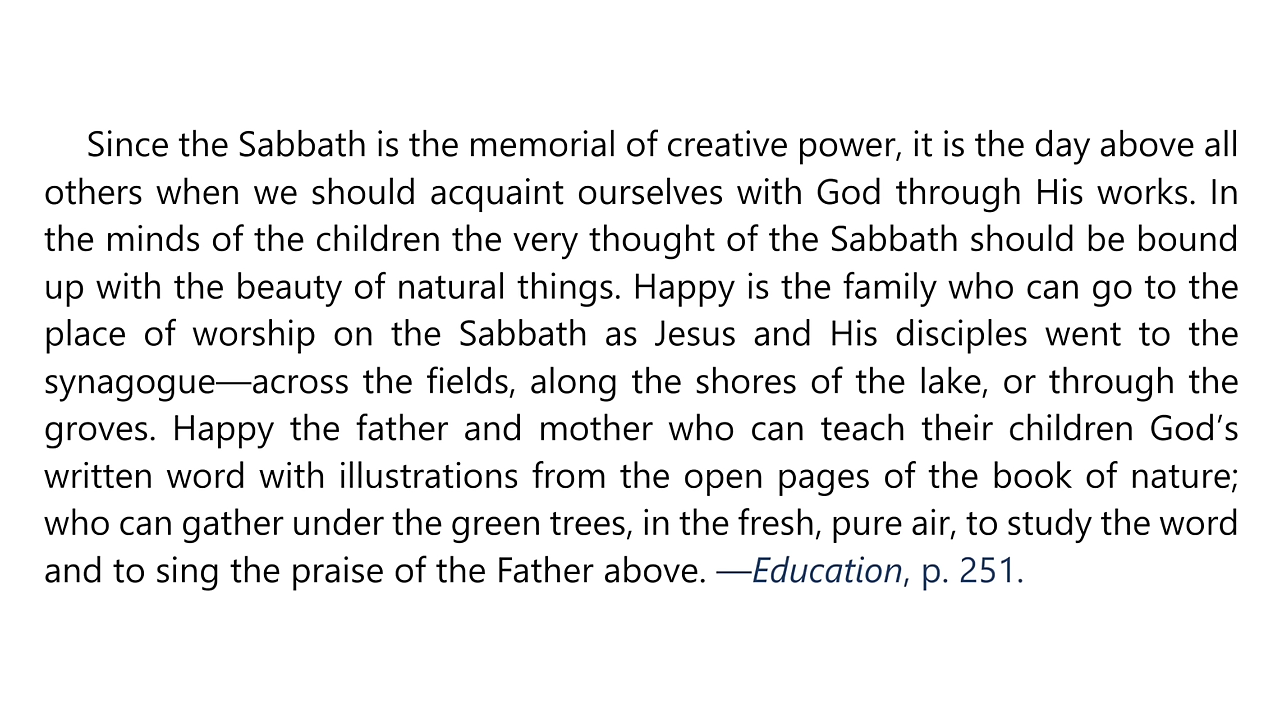 Since the Sabbath is the memorial of creative power, it is the day above all
others when we should acquaint ourselves with God through His works. In
the minds of the children the very thought of the Sabbath should be bound
up with the beauty of natural things. Happy is the family who can go to the
place of worship on the Sabbath as Jesus and His disciples went to the
synagogue—across the fields, along the shores of the lake, or through the
groves. Happy the father and mother who can teach their children God’s
written word with illustrations from the open pages of the book of nature;
who can gather under the green trees, in the fresh, pure air, to study the word
and to sing the praise of the Father above. —Education, p. 251.